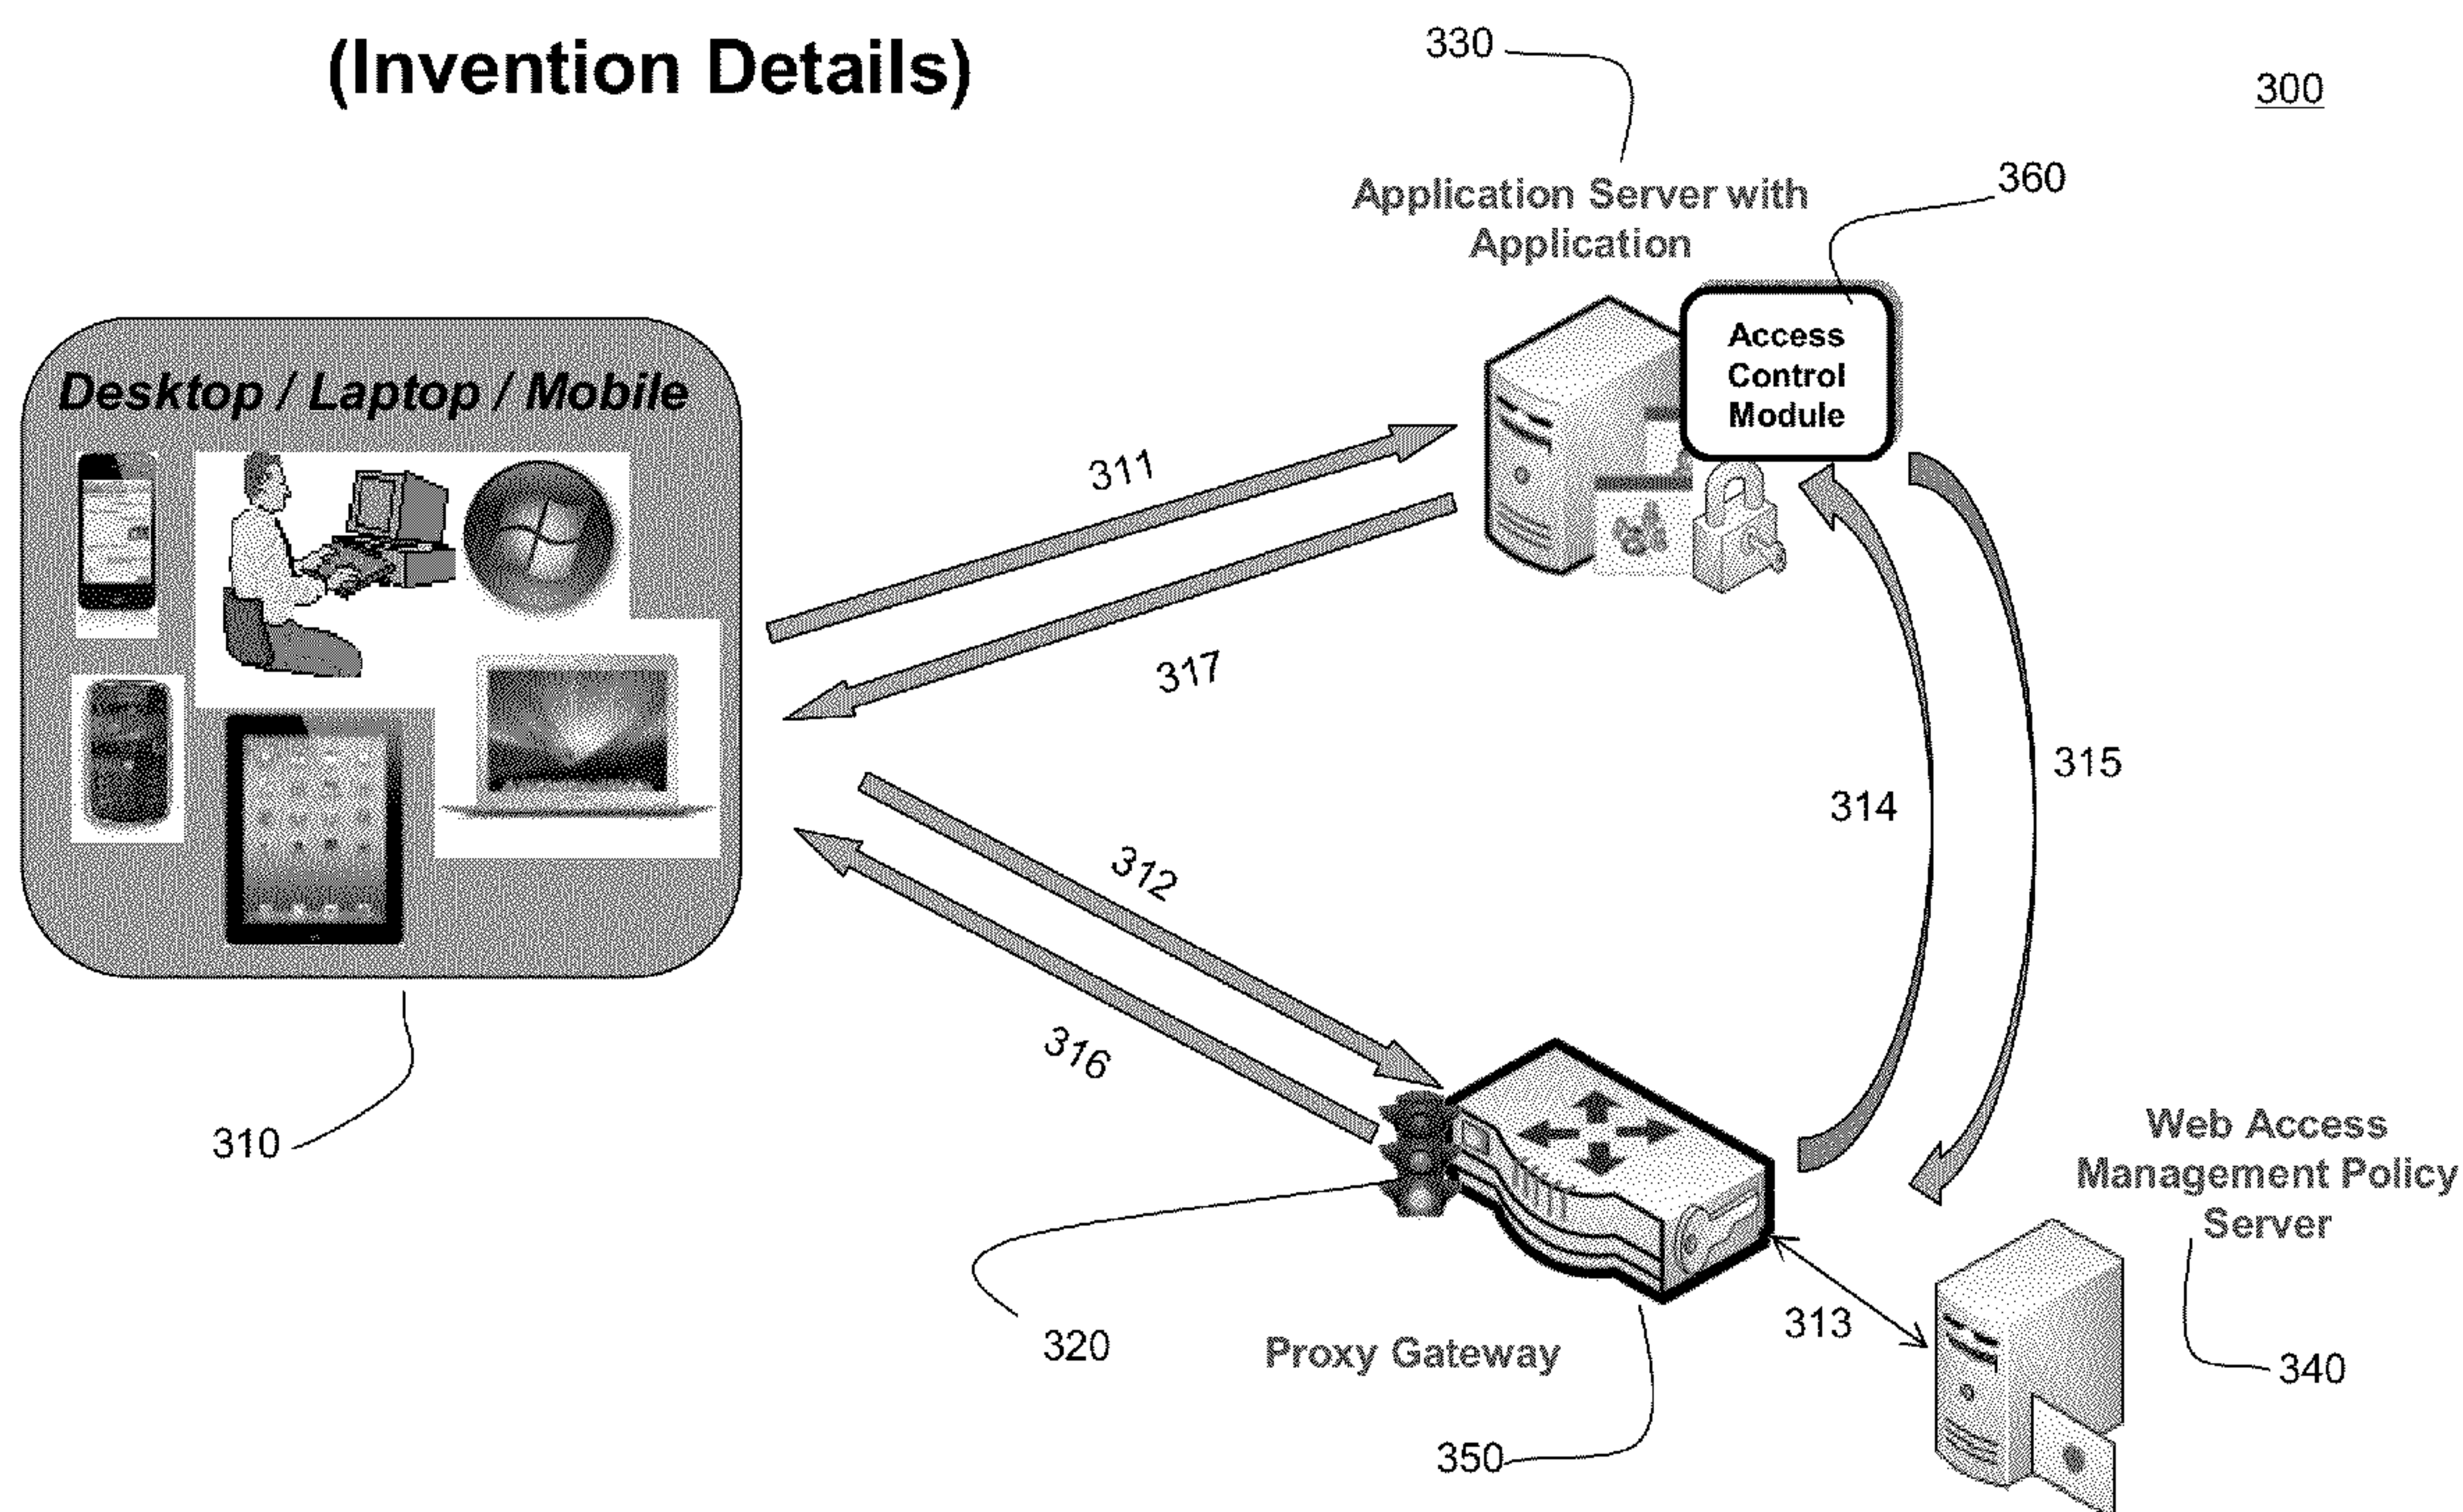 (Invention Details)
330
300
Application Server with
Application
360
Access
Control
Module
Desktop / Laptop / Mobile
311
317
315
314
312
316
310
Web Access
Management Policy
Server
320
Proxy Gateway
313
340
350